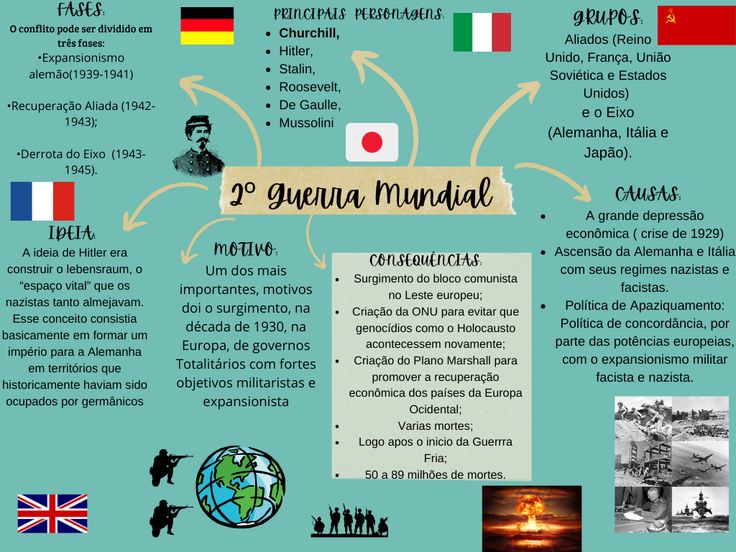 FASES:
O conflito pode ser dividido em
três fases:
•Expansionismo
alemão(1939-1941)
•Recuperação Aliada (1942-
1943);
•Derrota do Eixo (1943-
1945).
PRINCIPAIS PERSONAGENS:
• Churchill,
• Hitler,
• Stalin,
• Roosevelt,
• De Gaulle,
• Mussolini
GRUPOS:
Aliados (Reino
Unido, França, União
Soviética e Estados
Unidos)
e o Eixo
(Alemanha, Itália e
Japão).
2º Guerra Mundial
IDEIA:
A ideia de Hitler era
construir o lebensraum, o
“espaço vital” que os
nazistas tanto almejavam.
Esse conceito consistia
basicamente em formar um
império para a Alemanha
em territórios que
historicamente haviam sido
ocupados por germânicos
MOTIVO:
Um dos mais
importantes, motivos
doi o surgimento, na
década de 1930, na
Europa, de governos
Totalitários com fortes
objetivos militaristas e
expansionista
CONSEQUÊNCIAS:
• Surgimento do bloco comunista
no Leste europeu;
• Criação da ONU para evitar que
genocídios como o Holocausto
acontecessem novamente;
• Criação do Plano Marshall para
promover a recuperação
econômica dos países da Europa
Ocidental;
• Varias mortes;
• Logo apos o inicio da Guerrra
Fria;
• 50 a 89 milhões de mortes.
CAUSAS:
• A grande depressão
econômica ( crise de 1929)
• Ascensão da Alemanha e Itália
com seus regimes nazistas e
facistas.
• Política de Apaziquamento:
Política de concordância, por
parte das potências europeias,
com o expansionismo militar
facista e nazista.